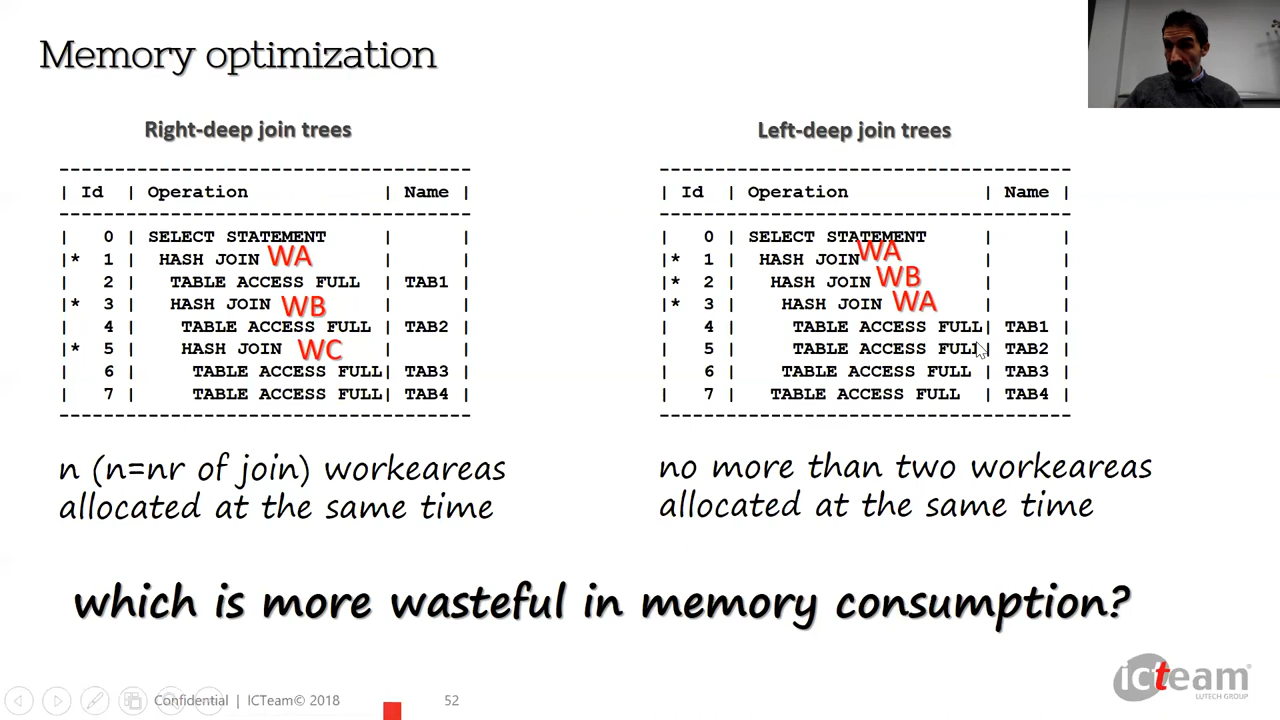 Memory optimization
Right-deep join trees
-------------------------------------
| Id | Operation | Name |
-------------------------------------
| 0 | SELECT STATEMENT | |
|* 1 | HASH JOIN WA | |
| 2 | TABLE ACCESS FULL | TAB1 |
|* 3 | HASH JOIN WB | |
| 4 | TABLE ACCESS FULL | TAB2 |
|* 5 | HASH JOIN WC | |
| 6 | TABLE ACCESS FULL| TAB3 |
| 7 | TABLE ACCESS FULL| TAB4 |
-------------------------------------
n (n=nr of join) workeareas
allocated at the same time
Left-deep join trees
-------------------------------------
| Id | Operation | Name |
-------------------------------------
| 0 | SELECT STATEMENT | |
|* 1 | HASH JOIN WA | |
|* 2 | HASH JOIN WB | |
|* 3 | HASH JOIN WA | |
| 4 | TABLE ACCESS FULL| TAB1 |
| 5 | TABLE ACCESS FULL| TAB2 |
| 6 | TABLE ACCESS FULL | TAB3 |
| 7 | TABLE ACCESS FULL | TAB4 |
-------------------------------------
no more than two workeareas
allocated at the same time
which is more wasteful in memory consumption?
Confidential | ICTeam© 2018
52
icteam
LUTECH GROUP